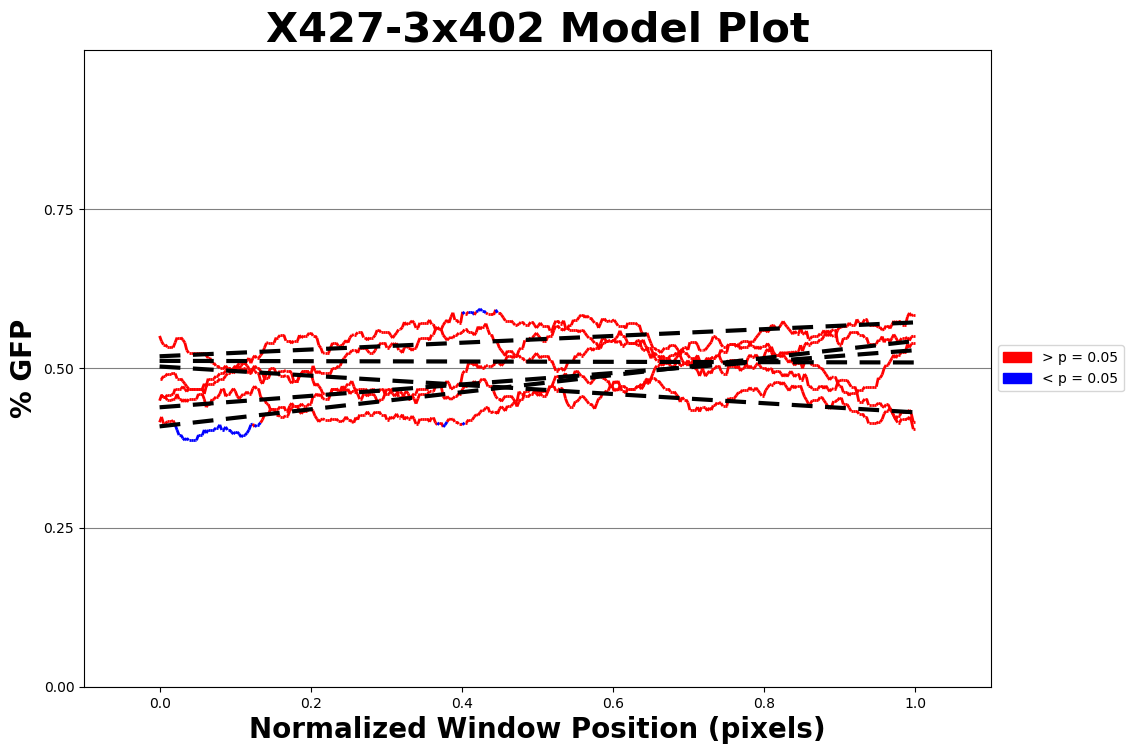 X427-3x402 Model Plot
% GFP
0.75
0.50
0.25
0.00
0.0 0.2 0.4 0.6 0.8 1.0
Normalized Window Position (pixels)
> p = 0.05
< p = 0.05